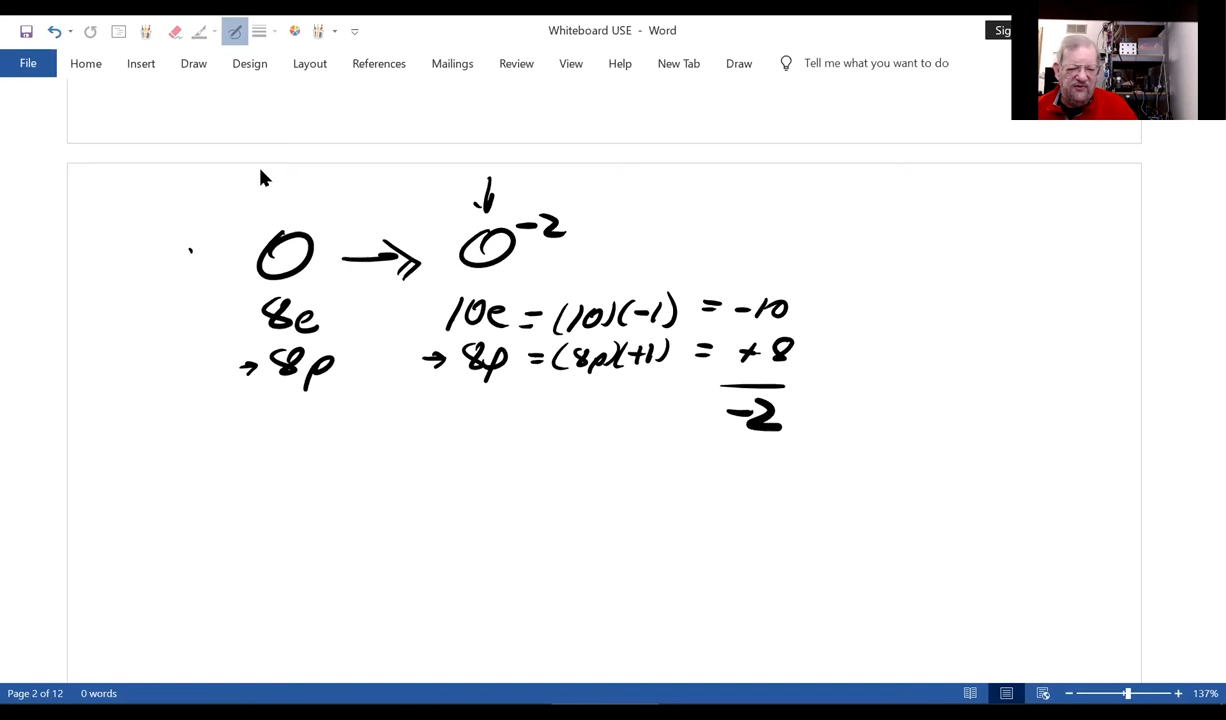 Whiteboard USE - Word
Sig
File Home Insert Draw Design Layout References Mailings Review View Help New Tab Draw Tell me what you want to do
O → O-2
8e 10e = (10)(-1) = -10
→ 8p → 8p = (8p)(+1) = + 8
-2
Page 2 of 12 0 words 137%